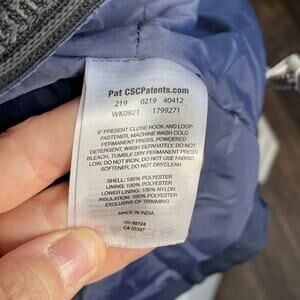 Pat CSCPatents.com
219 0219 40412
WK0921 1799271
IF PRESENT CLOSE HOOK AND LOOP
FASTENER, MACHINE WASH COLD
PERMANENT PRESS, POWDERED
DETERGENT, WASH SEPARATELY, DO NOT
BLEACH, TUMBLE DRY PERMANENT PRESS
LOW, DO NOT IRON, DO NOT USE FABRIC
SOFTENER, DO NOT DRYCLEAN
SHELL: 100% POLYESTER
LINING: 100% POLYESTER
LOWER LINING: 100% NYLON
INSULATION: 100% POLYESTER
EXCLUSIVE OF TRIMMING
MADE IN INDIA
RN 69724
CA